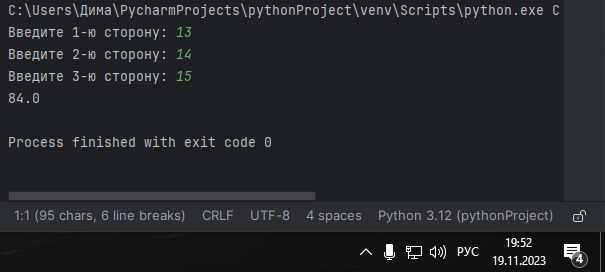 C:\Users\Дима\PycharmProjects\pythonProject\venv\Scripts\python.exe C
Введите 1-ю сторону: 13
Введите 2-ю сторону: 14
Введите 3-ю сторону: 15
84.0
Process finished with exit code 0
1:1 (95 chars, 6 line breaks) CRLF UTF-8 4 spaces Python 3.12 (pythonProject)
РУС 19:52
19.11.2023 4